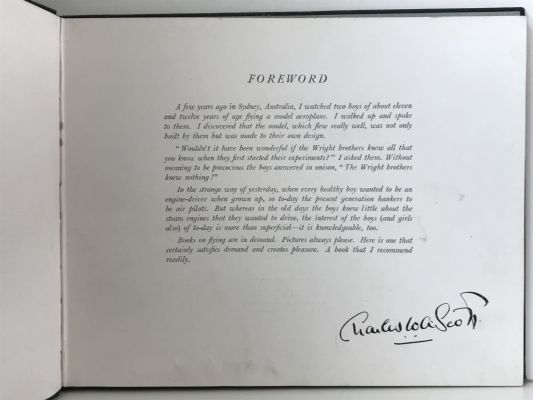 FOREWORD
A few years ago in Sydney, Australia, I watched two boys of about eleven
and twelve years of age flying a model aeroplane. I walked up and spoke
to them. I discovered that the model, which flew really well, was not only
built by them but was made to their own design.
"Wouldn't it have been wonderful if the Wright brothers knew all that
you know when they first started their experiments?" I asked them. Without
meaning to be precocious the boys answered in unison, "The Wright brothers
knew nothing!"
In the strange way of yesterday, when every healthy boy wanted to be an
engine-driver when grown up, so to-day the present generation hankers to
be air pilots. But whereas in the old days the boys knew little about the
steam engines that they wanted to drive, the interest of the boys (and girls
also) of to-day is more than superficial—it is knowledgeable, too.
Books on flying are in demand. Pictures always please. Here is one that
certainly satisfies demand and creates pleasure. A book that I recommend
readily.
Charles W. A. Scott.